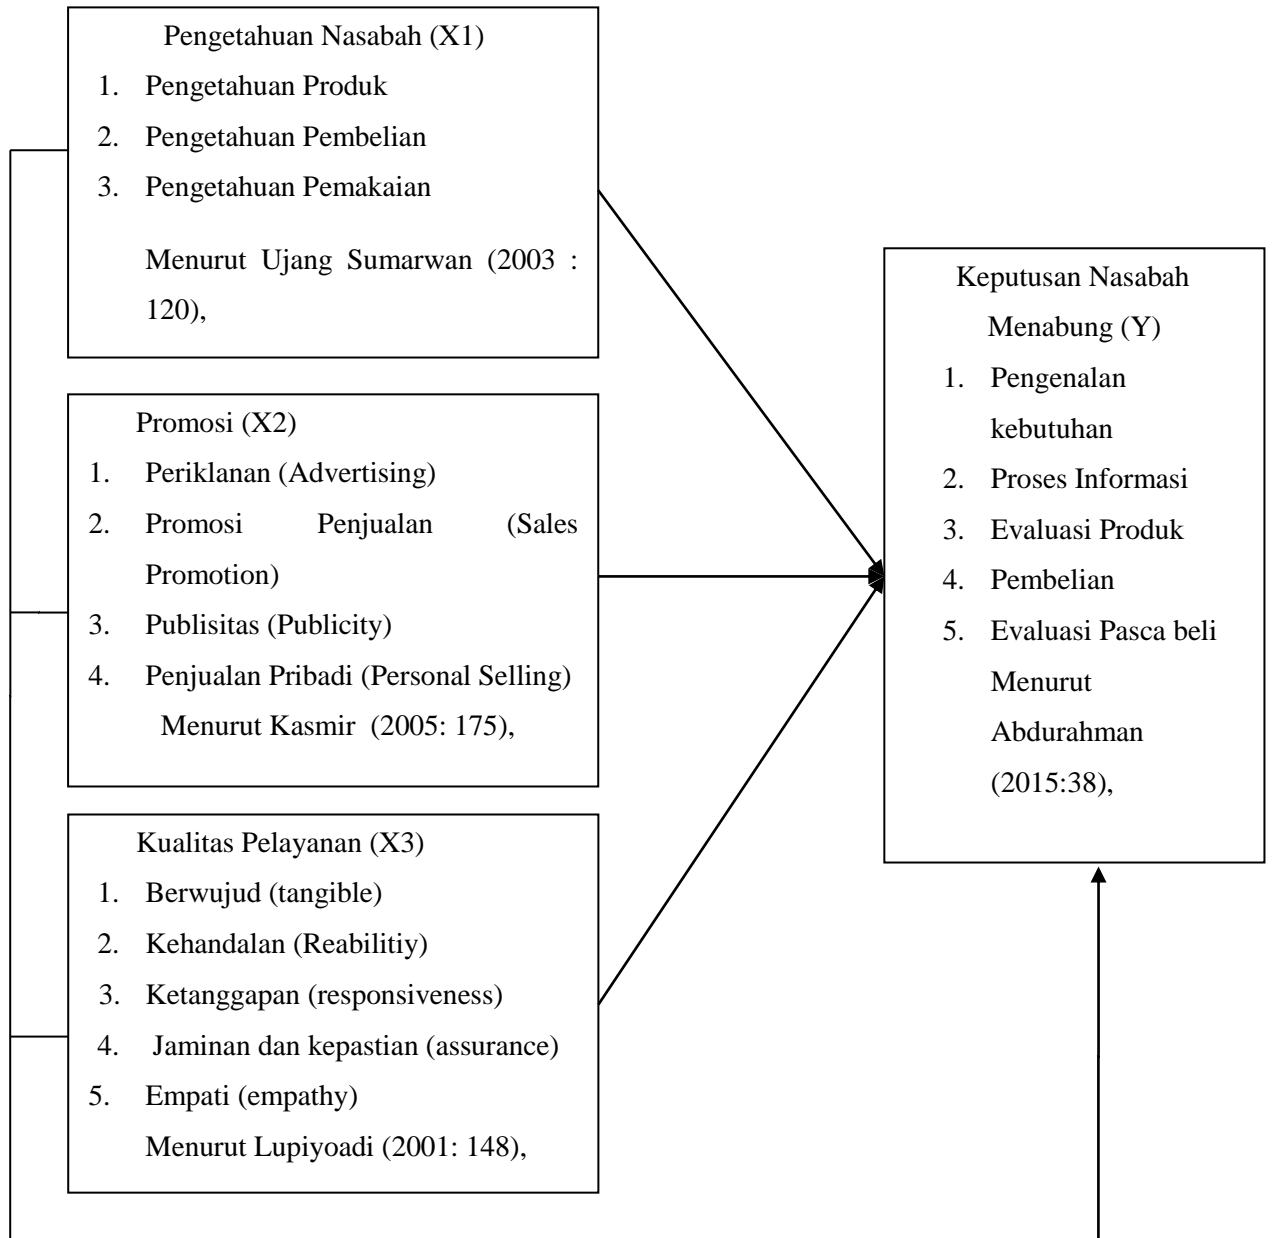 Pengetahuan Nasabah (X1)
1. Pengetahuan Produk
2. Pengetahuan Pembelian
3. Pengetahuan Pemakaian
Menurut Ujang Sumarwan (2003 :
120),
Promosi (X2)
1. Periklanan (Advertising)
2. Promosi Penjualan (Sales
Promotion)
3. Publisitas (Publicity)
4. Penjualan Pribadi (Personal Selling)
Menurut Kasmir (2005: 175),
Kualitas Pelayanan (X3)
1. Berwujud (tangible)
2. Kehandalan (Reabilitiy)
3. Ketanggapan (responsiveness)
4. Jaminan dan kepastian (assurance)
5. Empati (empathy)
Menurut Lupiyoadi (2001: 148),
Keputusan Nasabah
Menabung (Y)
1. Pengenalan
kebutuhan
2. Proses Informasi
3. Evaluasi Produk
4. Pembelian
5. Evaluasi Pasca beli
Menurut
Abdurahman
(2015:38),